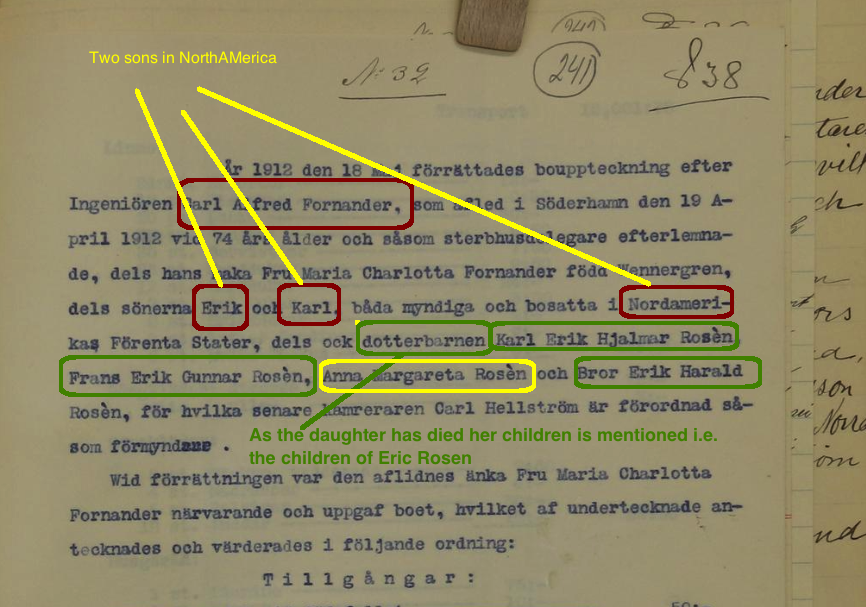 Two sons in NorthAMerica
N: 32
241
838
År 1912 den 18 Maj förrättades bouppteckning efter
Ingeniören Carl Alfred Fornander, som afled i Söderhamn den 19 A-
pril 1912 vid 74 års ålder och såsom sterbhusdelegare efterlemna-
de, dels hans maka Fru Maria Charlotta Fornander född Wennergren,
dels sönerna Erik och Karl, båda myndiga och bosatta i Nordameri-
kas Förenta Stater, dels ock dotterbarnen Karl Erik Hjalmar Rosèn,
Frans Erik Gunnar Rosèn, Anna Margareta Rosèn och Bror Erik Harald
Rosèn, för hvilka senare kamreraren Carl Hellström är förordnad så-
som förmyndare .
As the daughter has died her children is mentioned i.e.
the children of Eric Rosen
Wid förrättningen var den aflidnes änka Fru Maria Charlotta
Fornander närvarande och uppgaf boet, hvilket af undertecknade an-
tecknades och värderades i följande ordning:
Tillgångar: